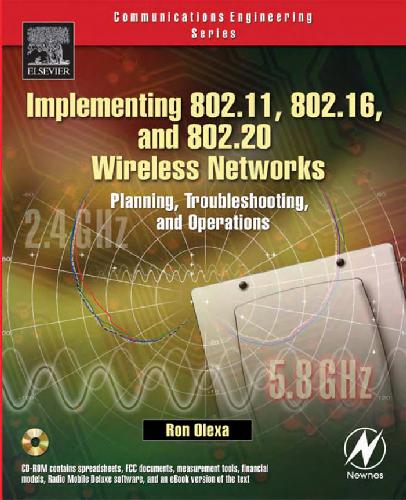 Communications Engineering
Series
ELSEVIER
Implementing 802.11, 802.16,
and 802.20
Wireless Networks
Planning, Troubleshooting,
and Operations
2.4 GHz
5.8GHz
Ron Olexa
CD-ROM contains spreadsheets, FCC documents, measurement tools, financial
models, Radio Mobile Deluxe software, and an eBook version of the text
Newnes